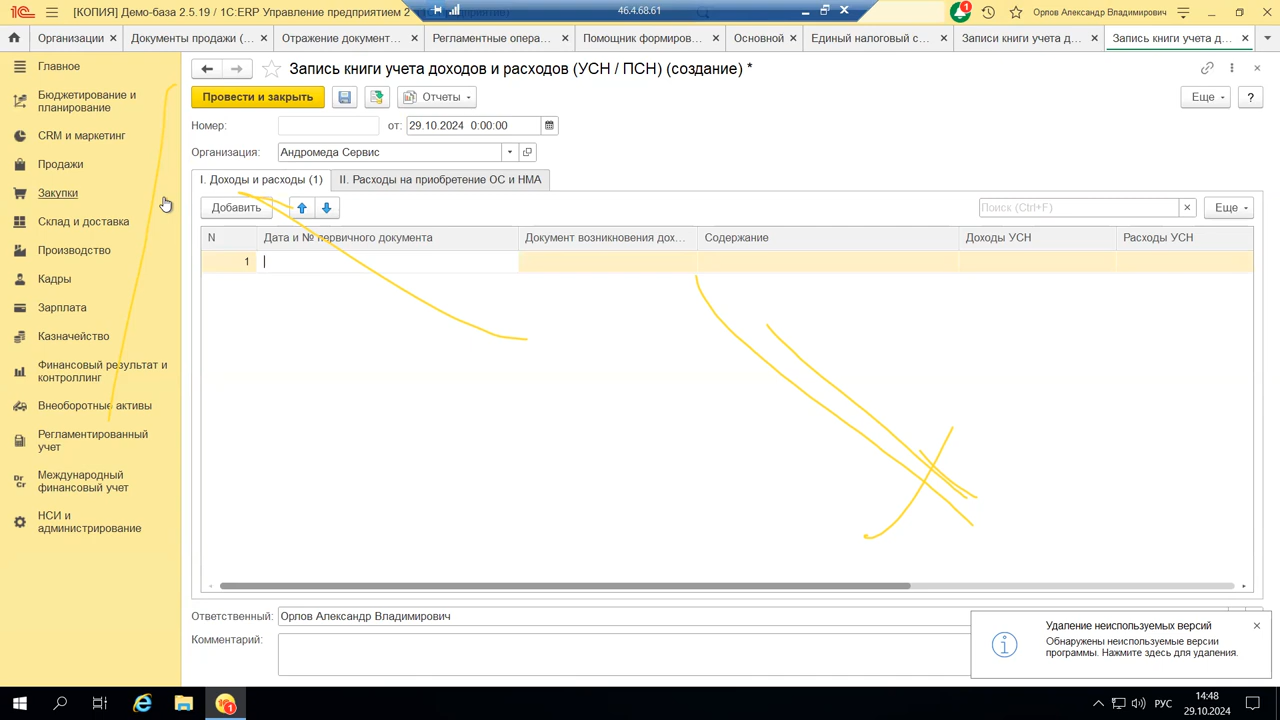 [КОПИЯ] Демо-база 2.5.19 / 1С:ERP Управление предприятием 2
46.4.68.61
1
Орлов Александр Владимирович
Организации
Документы продажи (...
Отражение документ...
Регламентные опера...
Помощник формиров...
Основной
Единый налоговый с...
Записи книги учета д...
Запись книги учета д...
Главное
Бюджетирование и
планирование
CRM и маркетинг
Продажи
Закупки
Склад и доставка
Производство
Кадры
Зарплата
Казначейство
Финансовый результат и
контроллинг
Внеоборотные активы
Регламентированный
учет
Международный
финансовый учет
НСИ и
администрирование
Запись книги учета доходов и расходов (УСН / ПСН) (создание) *
Провести и закрыть
Отчеты
Еще
?
Номер:
от: 29.10.2024 0:00:00
Организация: Андромеда Сервис
I. Доходы и расходы (1)
II. Расходы на приобретение ОС и НМА
Добавить
Поиск (Ctrl+F)
Еще
N Дата и № первичного документа Документ возникновения дох... Содержание Доходы УСН Расходы УСН
1
Ответственный: Орлов Александр Владимирович
Комментарий:
Удаление неиспользуемых версий
Обнаружены неиспользуемые версии
программы. Нажмите здесь для удаления.
1
РУС
14:48
29.10.2024